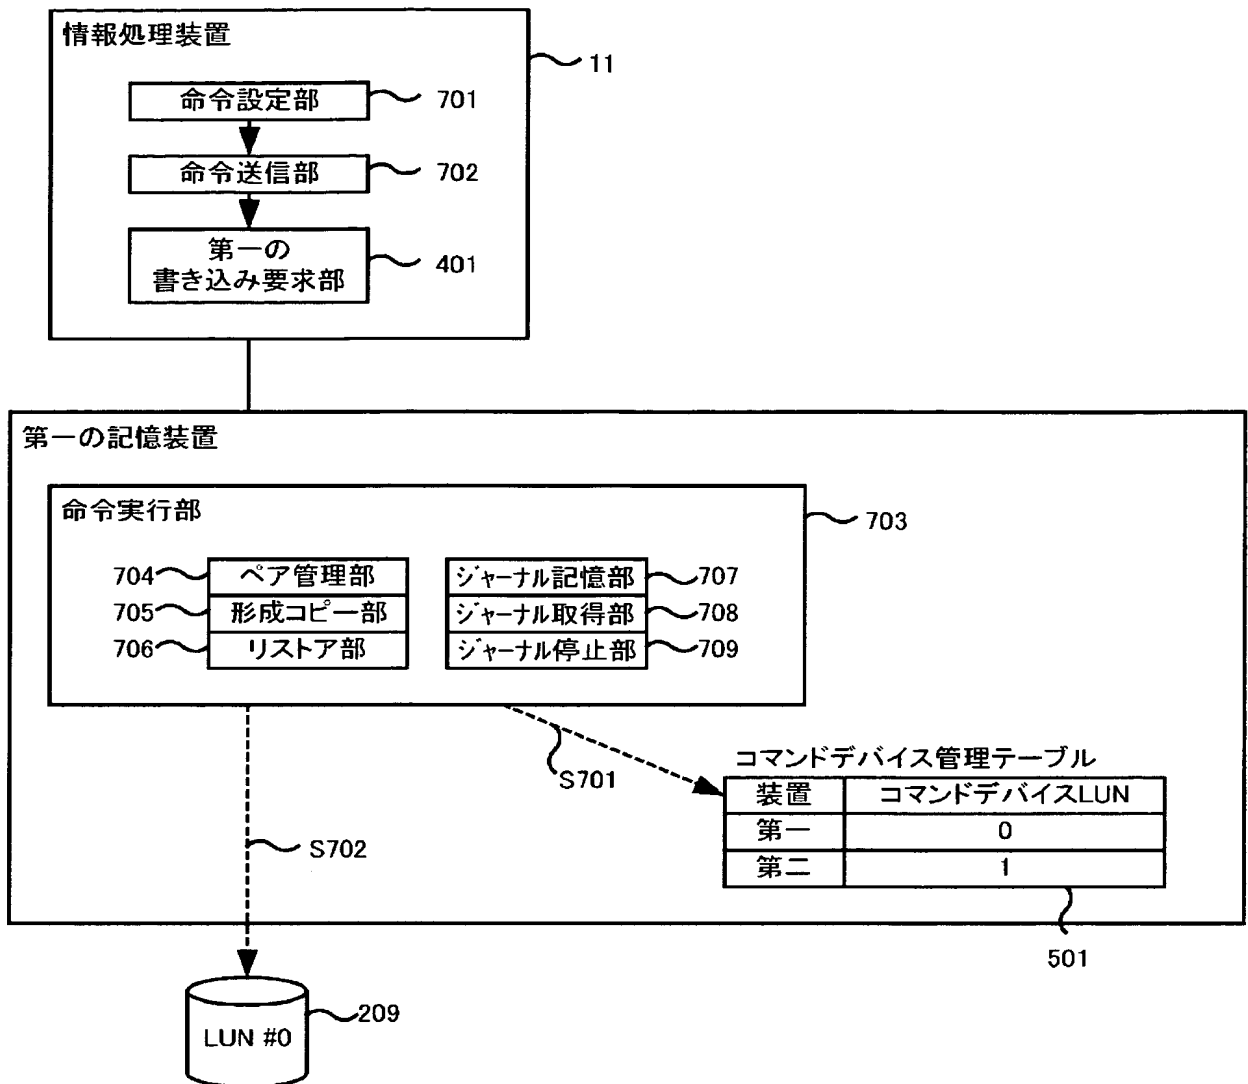 情報処理装置
11
命令設定部
701
命令送信部
702
第一の
書き込み要求部
401
第一の記憶装置
命令実行部
703
704
ペア管理部
ジャーナル記憶部
707
705
形成コピー部
ジャーナル取得部
708
706
リストア部
ジャーナル停止部
709
S701
コマンドデバイス管理テーブル
装置 コマンドデバイスLUN
第一 0
第二 1
S702
501
209
LUN #0